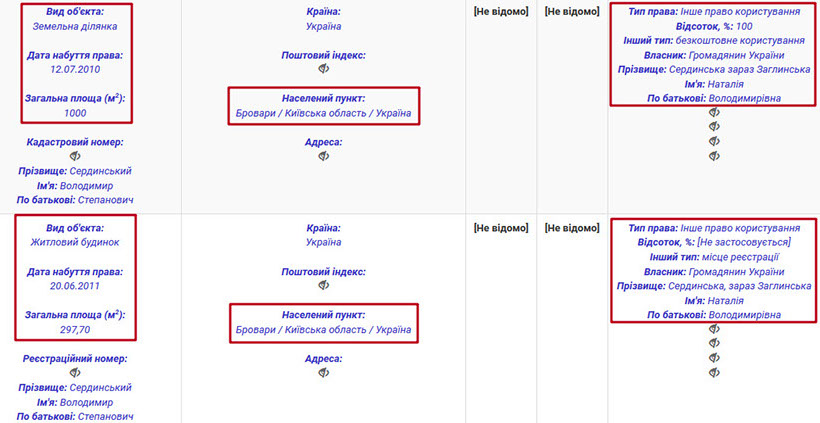 Вид об'єкта:
Земельна ділянка
Дата набуття права:
12.07.2010
Загальна площа (м²):
1000
Кадастровий номер:
Прізвище: Сердинський
Ім'я: Володимир
По батькові: Степанович
Країна:
Україна
Поштовий індекс:
Населений пункт:
Бровари / Київська область / Україна
Адреса:
[Не відомо]
[Не відомо]
Тип права: Інше право користування
Відсоток, %: 100
Інший тип: безкоштовне користування
Власник: Громадянин України
Прізвище: Сердинська зараз Заглинська
Ім'я: Наталія
По батькові: Володимирівна
Вид об'єкта:
Житловий будинок
Дата набуття права:
20.06.2011
Загальна площа (м²):
297,70
Реєстраційний номер:
Прізвище: Сердинський
Ім'я: Володимир
По батькові: Степанович
Країна:
Україна
Поштовий індекс:
Населений пункт:
Бровари / Київська область / Україна
Адреса:
[Не відомо]
[Не відомо]
Тип права: Інше право користування
Відсоток, %: [Не застосовується]
Інший тип: місце реєстрації
Власник: Громадянин України
Прізвище: Сердинська, зараз Заглинська
Ім'я: Наталія
По батькові: Володимирівна